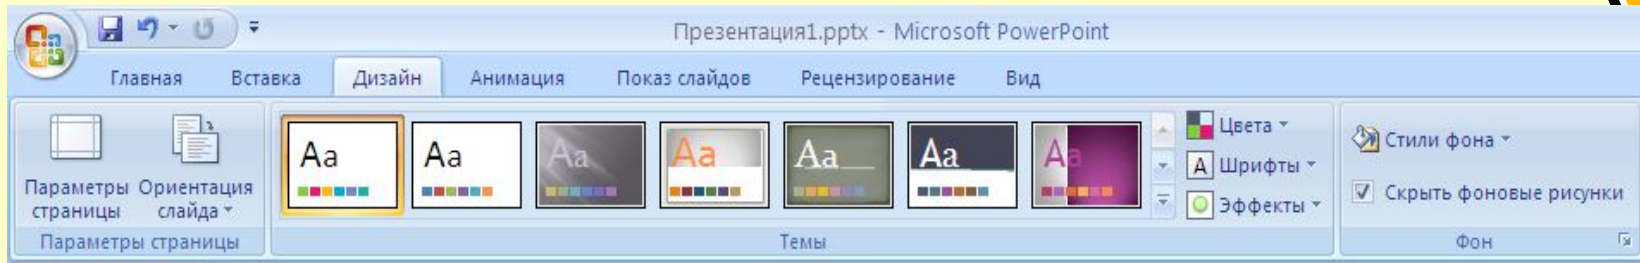 Презентация1.pptx - Microsoft PowerPoint
Главная Вставка Дизайн Анимация Показ слайдов Рецензирование Вид
Параметры страницы
Ориентация слайда
Параметры страницы
Aa Aa Aa Aa Aa Aa Aa
Темы
Цвета
A Шрифты
Эффекты
Стили фона
Скрыть фоновые рисунки
Фон